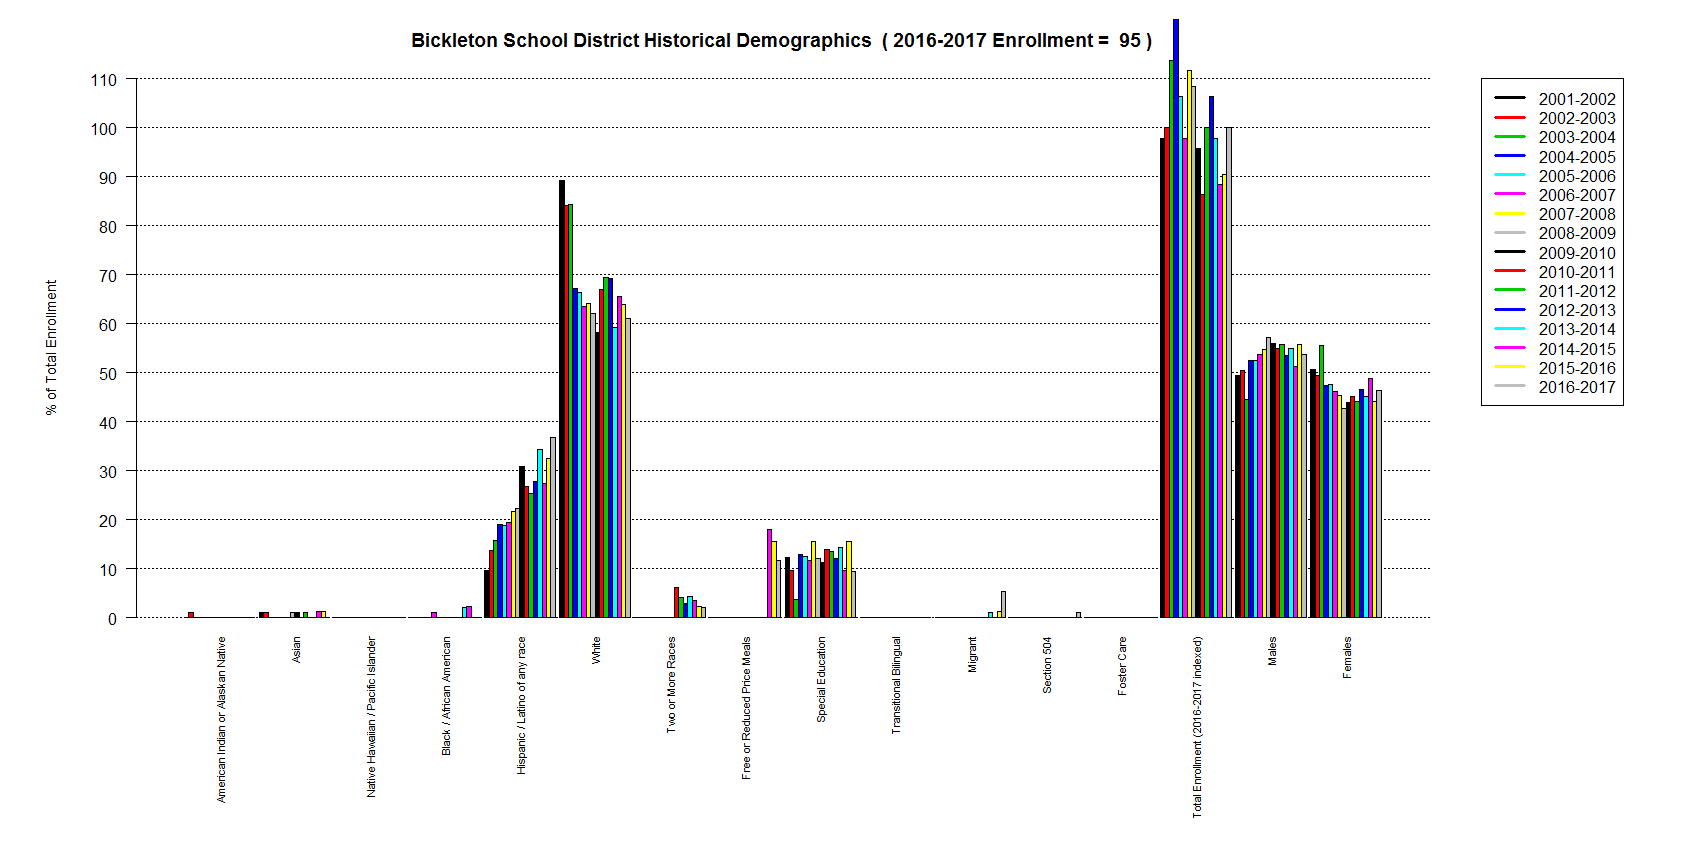 Bickleton School District Historical Demographics ( 2016-2017 Enrollment = 95 )
% of Total Enrollment
110
100
90
80
70
60
50
40
30
20
10
0
American Indian or Alaskan Native
Asian
Native Hawaiian / Pacific Islander
Black / African American
Hispanic / Latino of any race
White
Two or More Races
Free or Reduced Price Meals
Special Education
Transitional Bilingual
Migrant
Section 504
Foster Care
Total Enrollment (2016-2017 indexed)
Males
Females
2001-2002
2002-2003
2003-2004
2004-2005
2005-2006
2006-2007
2007-2008
2008-2009
2009-2010
2010-2011
2011-2012
2012-2013
2013-2014
2014-2015
2015-2016
2016-2017